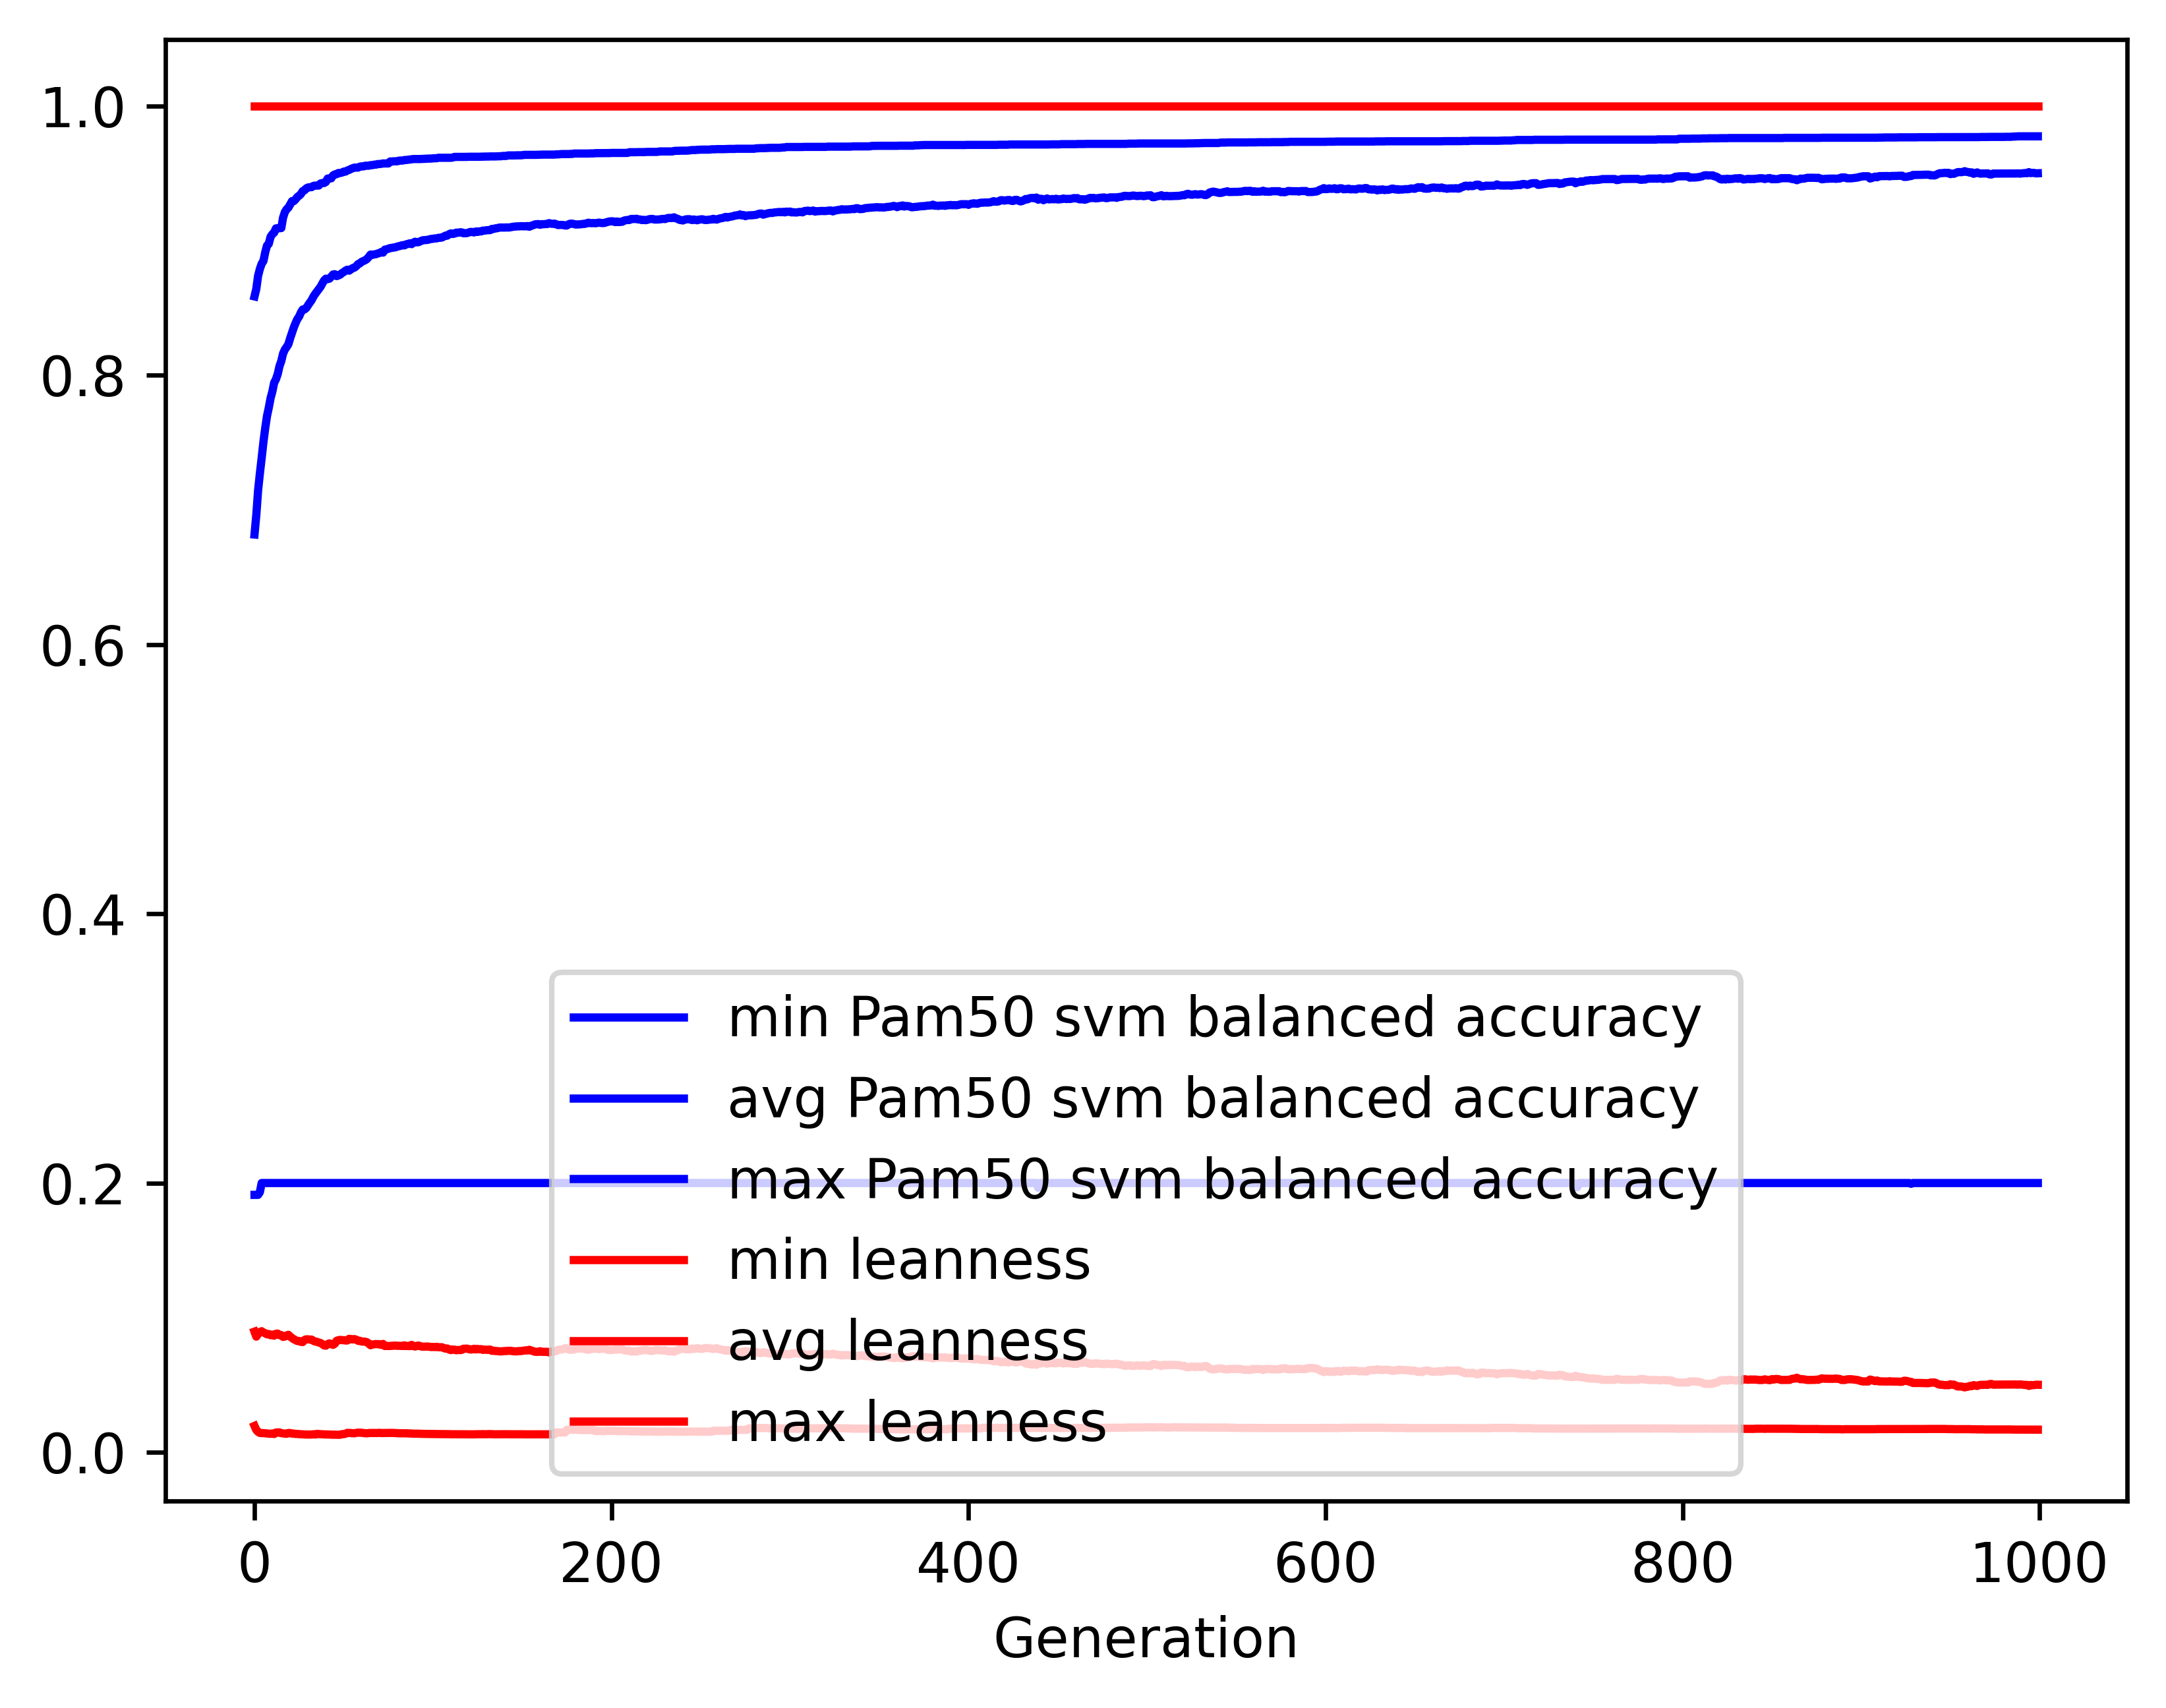 1.0
0.8
0.6
0.4
0.2
0.0
min Pam50 svm balanced accuracy
avg Pam50 svm balanced accuracy
max Pam50 svm balanced accuracy
min leanness
avg leanness
max leanness
0 200 400 600 800 1000
Generation